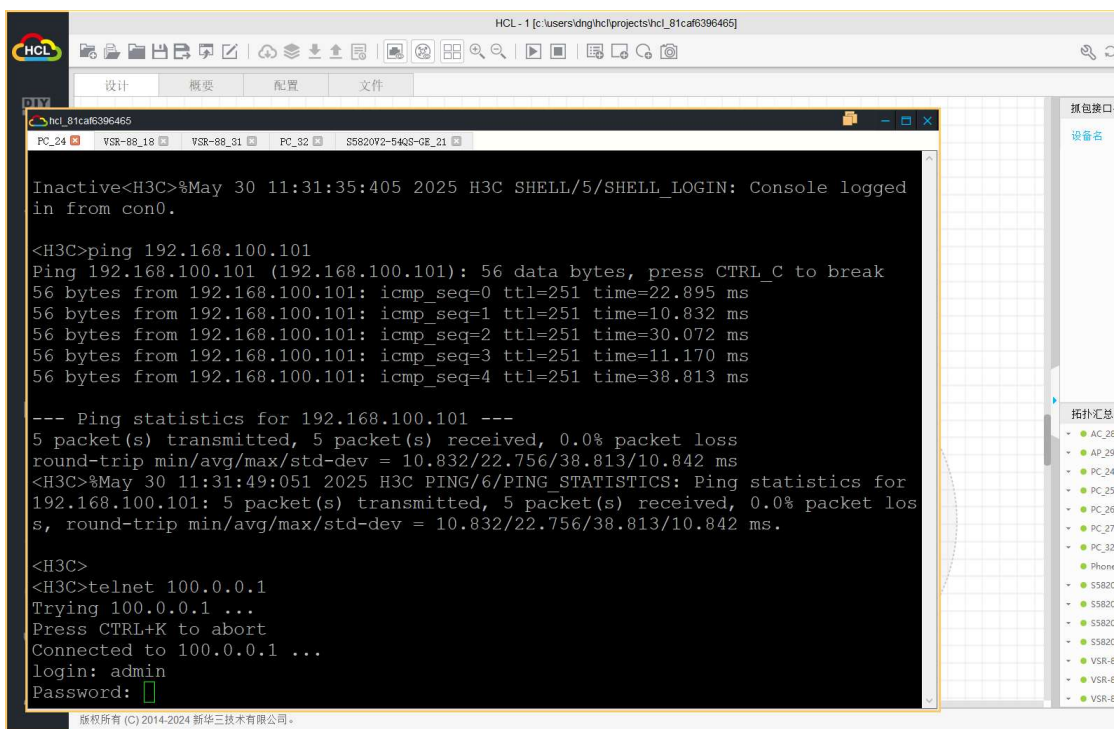 HCL - 1 [c:\users\dng\hcl\projects\hcl_81caf6396465]
HCL
设计 概要 配置 文件
DIY
抓包接口
设备名
hcl_81caf6396465
PC_24 VSR-88_18 VSR-88_31 PC_32 S5820V2-54QS-GE_21
Inactive<H3C>%May 30 11:31:35:405 2025 H3C SHELL/5/SHELL_LOGIN: Console logged
in from con0.
<H3C>ping 192.168.100.101
Ping 192.168.100.101 (192.168.100.101): 56 data bytes, press CTRL_C to break
56 bytes from 192.168.100.101: icmp_seq=0 ttl=251 time=22.895 ms
56 bytes from 192.168.100.101: icmp_seq=1 ttl=251 time=10.832 ms
56 bytes from 192.168.100.101: icmp_seq=2 ttl=251 time=30.072 ms
56 bytes from 192.168.100.101: icmp_seq=3 ttl=251 time=11.170 ms
56 bytes from 192.168.100.101: icmp_seq=4 ttl=251 time=38.813 ms
--- Ping statistics for 192.168.100.101 ---
5 packet(s) transmitted, 5 packet(s) received, 0.0% packet loss
round-trip min/avg/max/std-dev = 10.832/22.756/38.813/10.842 ms
<H3C>%May 30 11:31:49:051 2025 H3C PING/6/PING_STATISTICS: Ping statistics for
192.168.100.101: 5 packet(s) transmitted, 5 packet(s) received, 0.0% packet los
s, round-trip min/avg/max/std-dev = 10.832/22.756/38.813/10.842 ms.
<H3C>
<H3C>telnet 100.0.0.1
Trying 100.0.0.1 ...
Press CTRL+K to abort
Connected to 100.0.0.1 ...
login: admin
Password:
拓扑汇总
AC_28
AP_29
PC_24
PC_25
PC_26
PC_27
PC_32
Phone
S5820
S5820
S5820
S5820
VSR-8
VSR-8
VSR-8
版权所有 (C) 2014-2024 新华三技术有限公司。